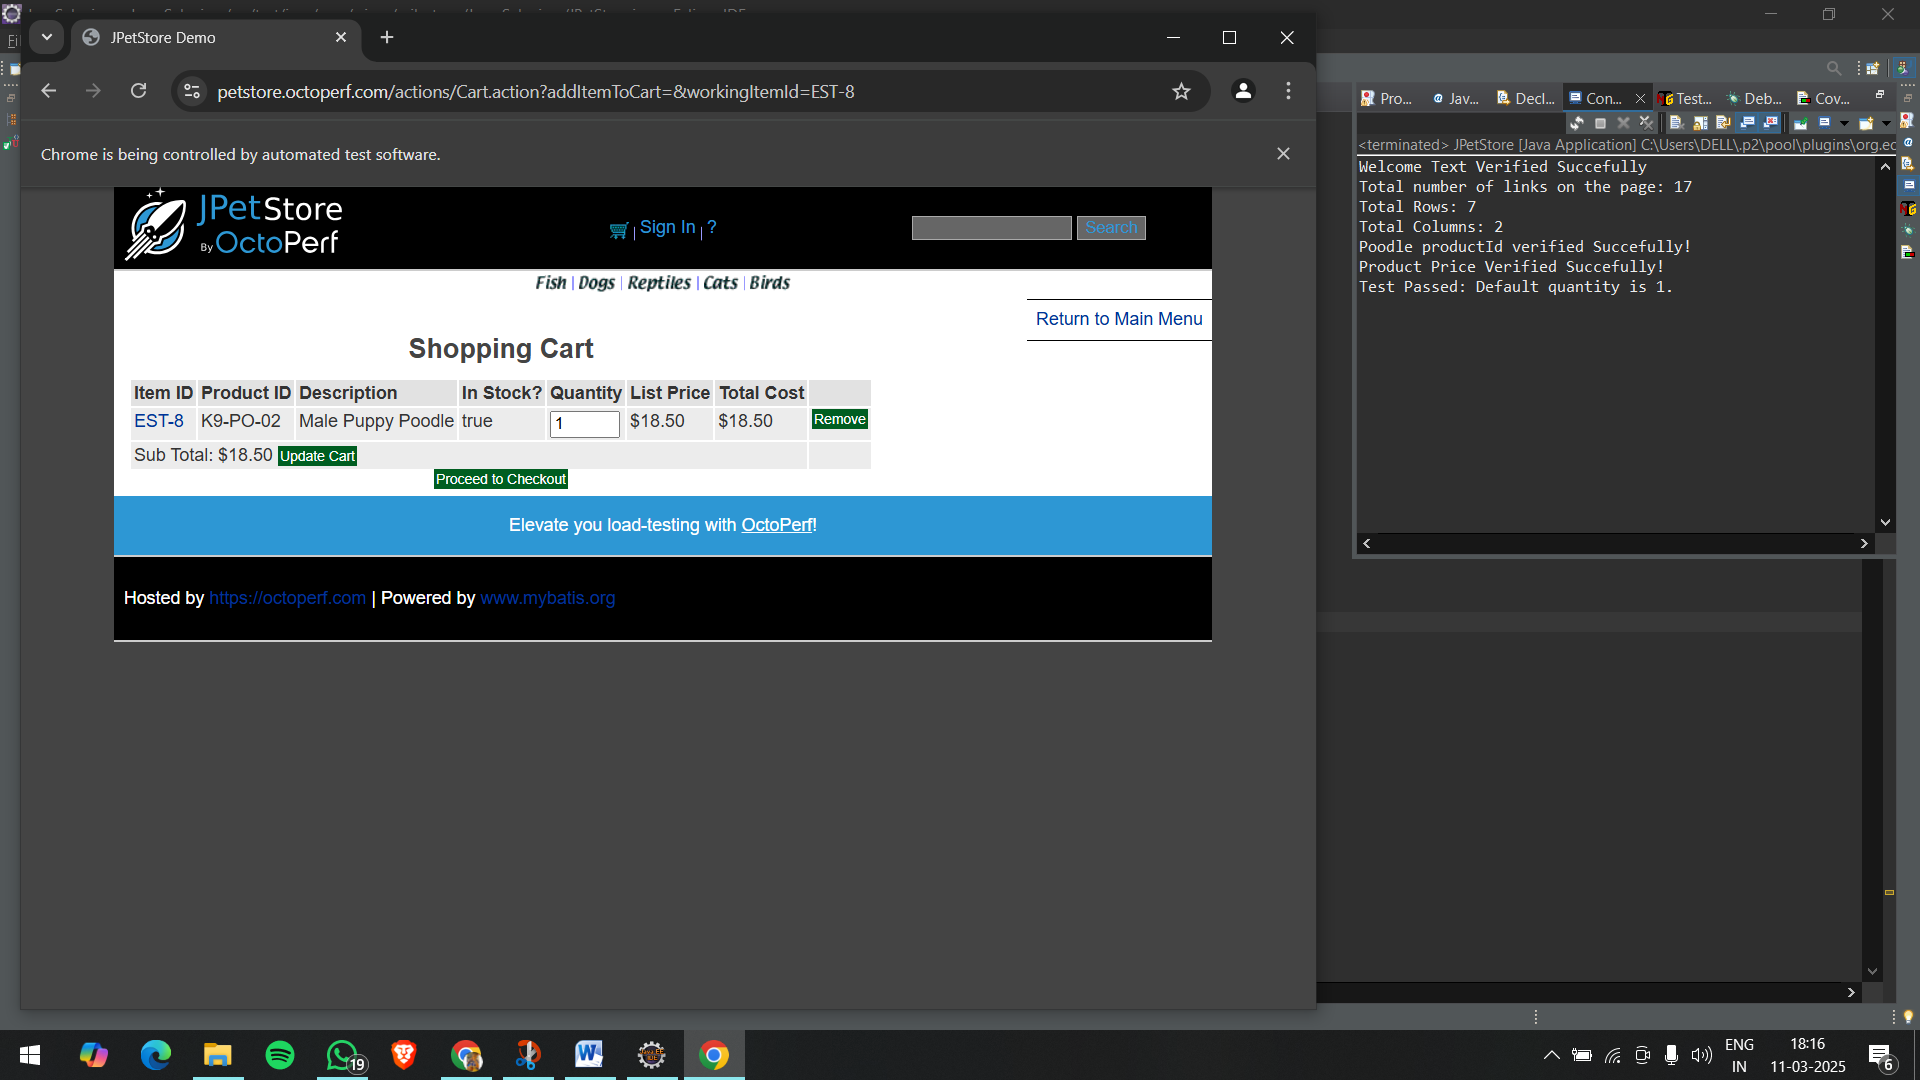 JPetStore Demo
petstore.octoperf.com/actions/Cart.action?addItemToCart=&workingItemId=EST-8
Chrome is being controlled by automated test software.
JPetStore
By OctoPerf
Sign In | ?
Search
Fish | Dogs | Reptiles | Cats | Birds
Return to Main Menu
Shopping Cart
Item ID Product ID Description In Stock? Quantity List Price Total Cost
EST-8 K9-PO-02 Male Puppy Poodle true 1 $18.50 $18.50 Remove
Sub Total: $18.50 Update Cart
Proceed to Checkout
Elevate you load-testing with OctoPerf!
Hosted by https://octoperf.com | Powered by www.mybatis.org
Pro... Jav... Decl... Con... Test... Deb... Cov...
<terminated> JPetStore [Java Application] C:\Users\DELL\.p2\pool\plugins\org.ec
Welcome Text Verified Succefully
Total number of links on the page: 17
Total Rows: 7
Total Columns: 2
Poodle productId verified Succefully!
Product Price Verified Succefully!
Test Passed: Default quantity is 1.
19
ENG
IN
18:16
11-03-2025
6